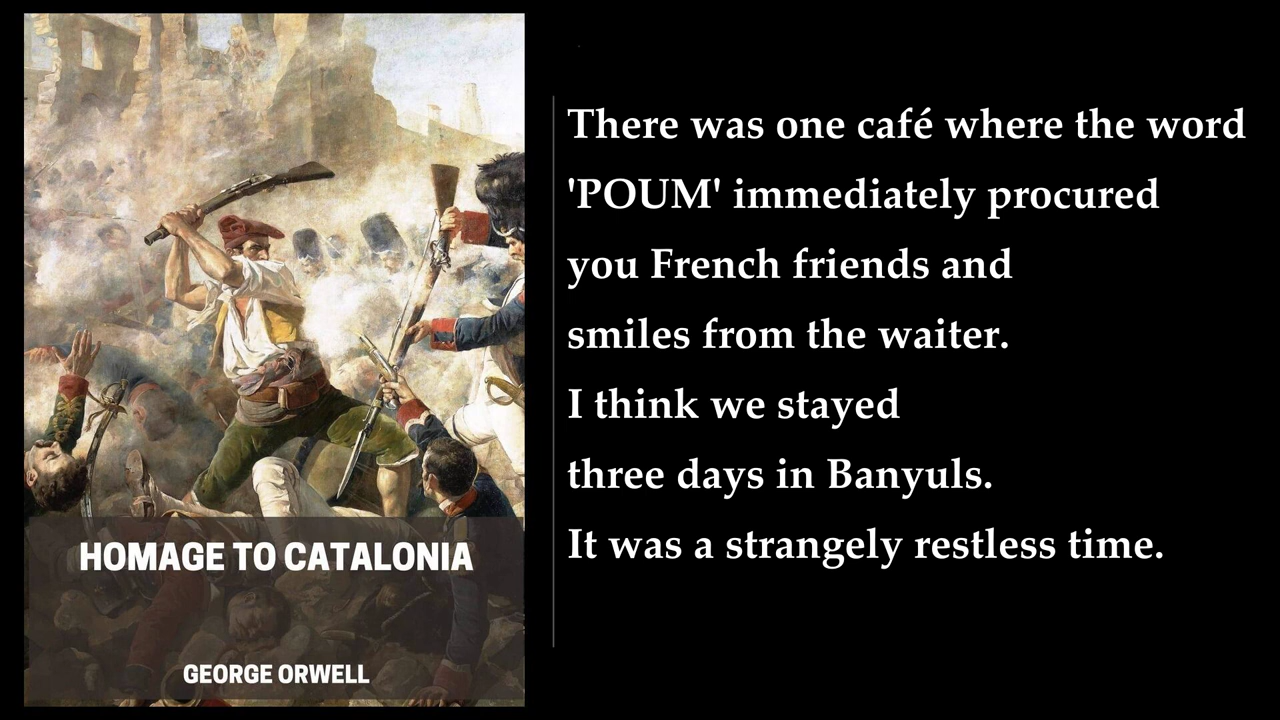 HOMAGE TO CATALONIA
GEORGE ORWELL
There was one café where the word
'POUM' immediately procured
you French friends and
smiles from the waiter.
I think we stayed
three days in Banyuls.
It was a strangely restless time.